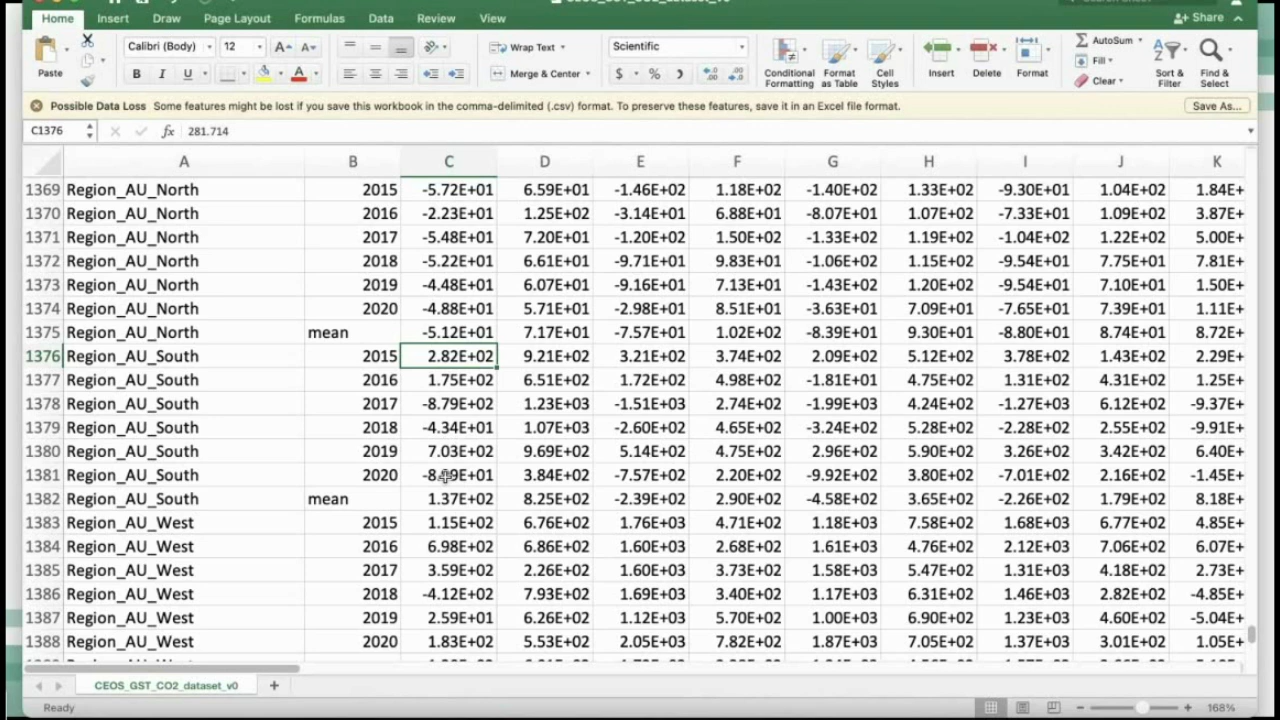 Home Insert Draw Page Layout Formulas Data Review View Share
Paste Calibri (Body) 12 A A Wrap Text Scientific Conditional Formatting Format as Table Cell Styles Insert Delete Format AutoSum Fill Clear Sort & Filter Find & Select
B I U A Merge & Center $ %
Possible Data Loss Some features might be lost if you save this workbook in the comma-delimited (.csv) format. To preserve these features, save it in an Excel file format. Save As...
C1376 fx 281.714
A B C D E F G H I J K
1369 Region_AU_North 2015 -5.72E+01 6.59E+01 -1.46E+02 1.18E+02 -1.40E+02 1.33E+02 -9.30E+01 1.04E+02 1.84E+
1370 Region_AU_North 2016 -2.23E+01 1.25E+02 -3.14E+01 6.88E+01 -8.07E+01 1.07E+02 -7.33E+01 1.09E+02 3.87E+
1371 Region_AU_North 2017 -5.48E+01 7.20E+01 -1.20E+02 1.50E+02 -1.33E+02 1.19E+02 -1.04E+02 1.22E+02 5.00E+
1372 Region_AU_North 2018 -5.22E+01 6.61E+01 -9.71E+01 9.83E+01 -1.06E+02 1.15E+02 -9.54E+01 7.75E+01 7.81E+
1373 Region_AU_North 2019 -4.48E+01 6.07E+01 -9.16E+01 7.13E+01 -1.43E+02 1.20E+02 -9.54E+01 7.10E+01 1.50E+
1374 Region_AU_North 2020 -4.88E+01 5.71E+01 -2.98E+01 8.51E+01 -3.63E+01 7.09E+01 -7.65E+01 7.39E+01 1.11E+
1375 Region_AU_North mean -5.12E+01 7.17E+01 -7.57E+01 1.02E+02 -8.39E+01 9.30E+01 -8.80E+01 8.74E+01 8.72E+
1376 Region_AU_South 2015 2.82E+02 9.21E+02 3.21E+02 3.74E+02 2.09E+02 5.12E+02 3.78E+02 1.43E+02 2.29E+
1377 Region_AU_South 2016 1.75E+02 6.51E+02 1.72E+02 4.98E+02 -1.81E+01 4.75E+02 1.31E+02 4.31E+02 1.25E+
1378 Region_AU_South 2017 -8.79E+02 1.23E+03 -1.51E+03 2.74E+02 -1.99E+03 4.24E+02 -1.27E+03 6.12E+02 -9.37E+
1379 Region_AU_South 2018 -4.34E+01 1.07E+03 -2.60E+02 4.65E+02 -3.24E+02 5.28E+02 -2.28E+02 2.55E+02 -9.91E+
1380 Region_AU_South 2019 7.03E+02 9.69E+02 5.14E+02 4.75E+02 2.96E+02 5.90E+02 3.26E+02 3.42E+02 6.40E+
1381 Region_AU_South 2020 3.84E+02 -7.57E+02 2.20E+02 -9.92E+02 3.80E+02 -7.01E+02 2.16E+02 -1.45E+
1382 Region_AU_South mean 1.37E+02 8.25E+02 -2.39E+02 2.90E+02 -4.58E+02 3.65E+02 -2.26E+02 1.79E+02 8.18E+
1383 Region_AU_West 2015 1.15E+02 6.76E+02 1.76E+03 4.71E+02 1.18E+03 7.58E+02 1.68E+03 6.77E+02 4.85E+
1384 Region_AU_West 2016 6.98E+02 6.86E+02 1.60E+03 2.68E+02 1.61E+03 4.76E+02 2.12E+03 7.06E+02 6.07E+
1385 Region_AU_West 2017 3.59E+02 2.26E+02 1.60E+03 3.73E+02 1.58E+03 5.47E+02 1.31E+03 4.18E+02 2.73E+
1386 Region_AU_West 2018 -4.12E+02 7.93E+02 1.69E+03 3.40E+02 1.17E+03 6.31E+02 1.46E+03 2.82E+02 -4.85E+
1387 Region_AU_West 2019 2.59E+01 6.26E+02 1.12E+03 5.70E+02 1.00E+03 6.90E+02 1.23E+03 4.60E+02 -5.04E+
1388 Region_AU_West 2020 1.83E+02 5.53E+02 2.05E+03 7.82E+02 1.87E+03 7.05E+02 1.37E+03 3.01E+02 1.05E+
CEOS_GST_CO2_dataset_v0 +
Ready 168%